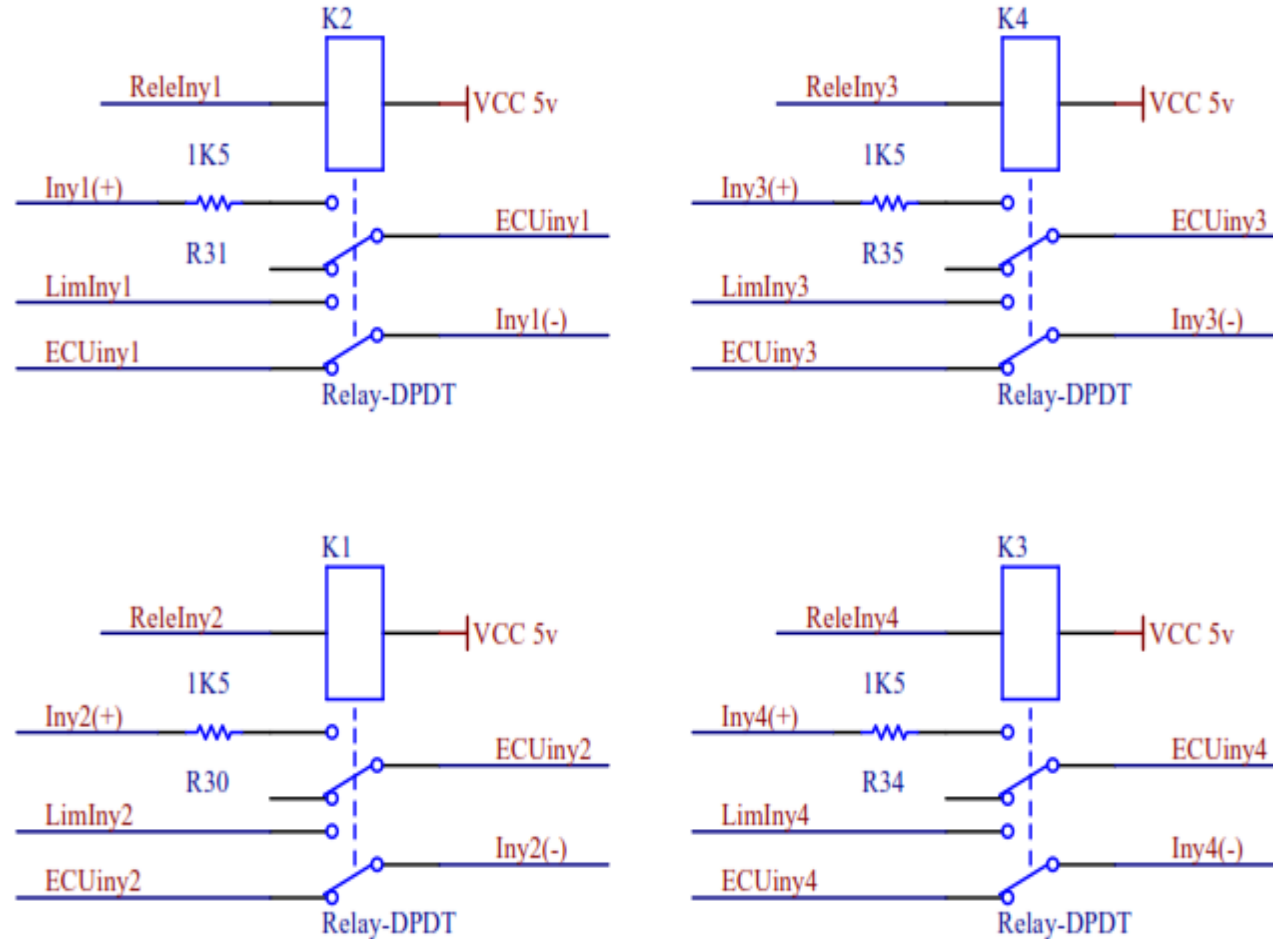 K2
ReleIny1
VCC 5v
1K5
Iny1(+)
ECUiny1
R31
LimIny1
Iny1(-)
ECUiny1
Relay-DPDT
K4
ReleIny3
VCC 5v
1K5
Iny3(+)
ECUiny3
R35
LimIny3
Iny3(-)
ECUiny3
Relay-DPDT
K1
ReleIny2
VCC 5v
1K5
Iny2(+)
ECUiny2
R30
LimIny2
Iny2(-)
ECUiny2
Relay-DPDT
K3
ReleIny4
VCC 5v
1K5
Iny4(+)
ECUiny4
R34
LimIny4
Iny4(-)
ECUiny4
Relay-DPDT